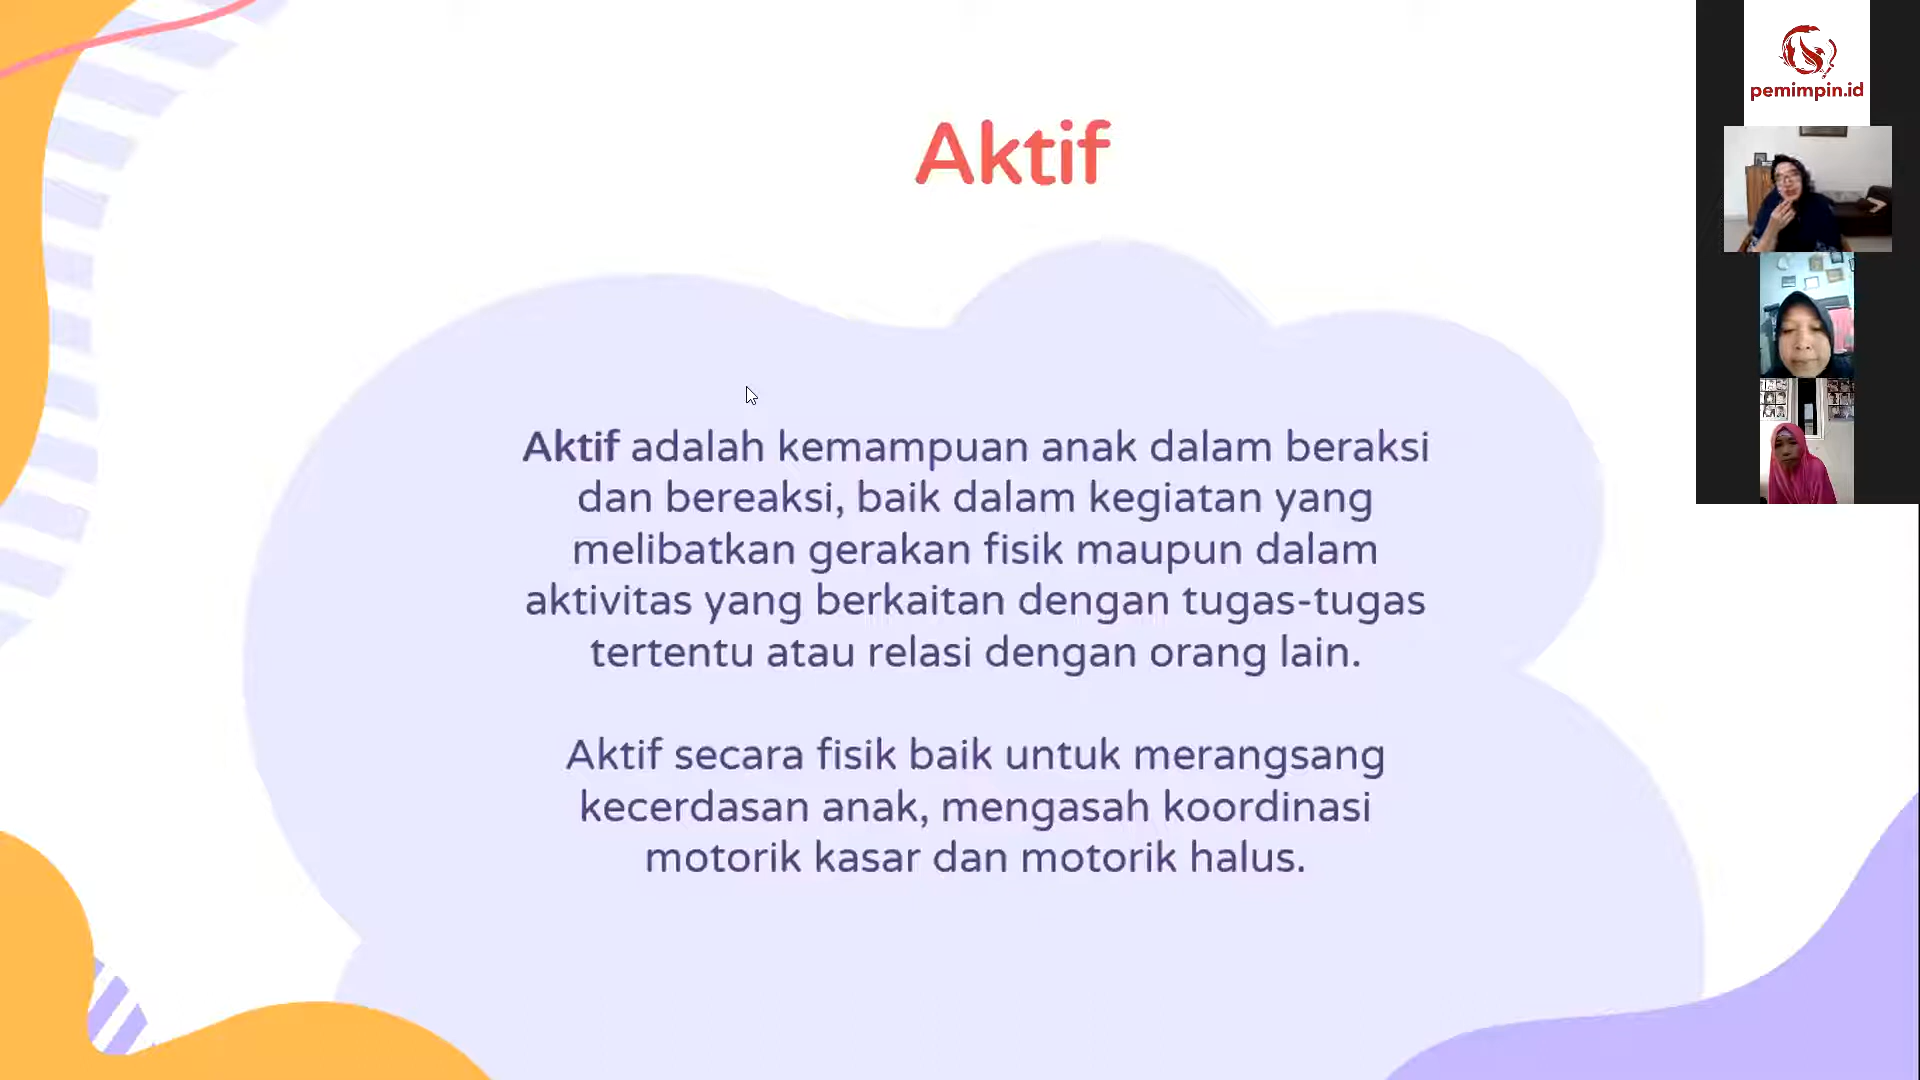 Aktif
Aktif adalah kemampuan anak dalam beraksi
dan bereaksi, baik dalam kegiatan yang
melibatkan gerakan fisik maupun dalam
aktivitas yang berkaitan dengan tugas-tugas
tertentu atau relasi dengan orang lain.
Aktif secara fisik baik untuk merangsang
kecerdasan anak, mengasah koordinasi
motorik kasar dan motorik halus.
pemimpin.id